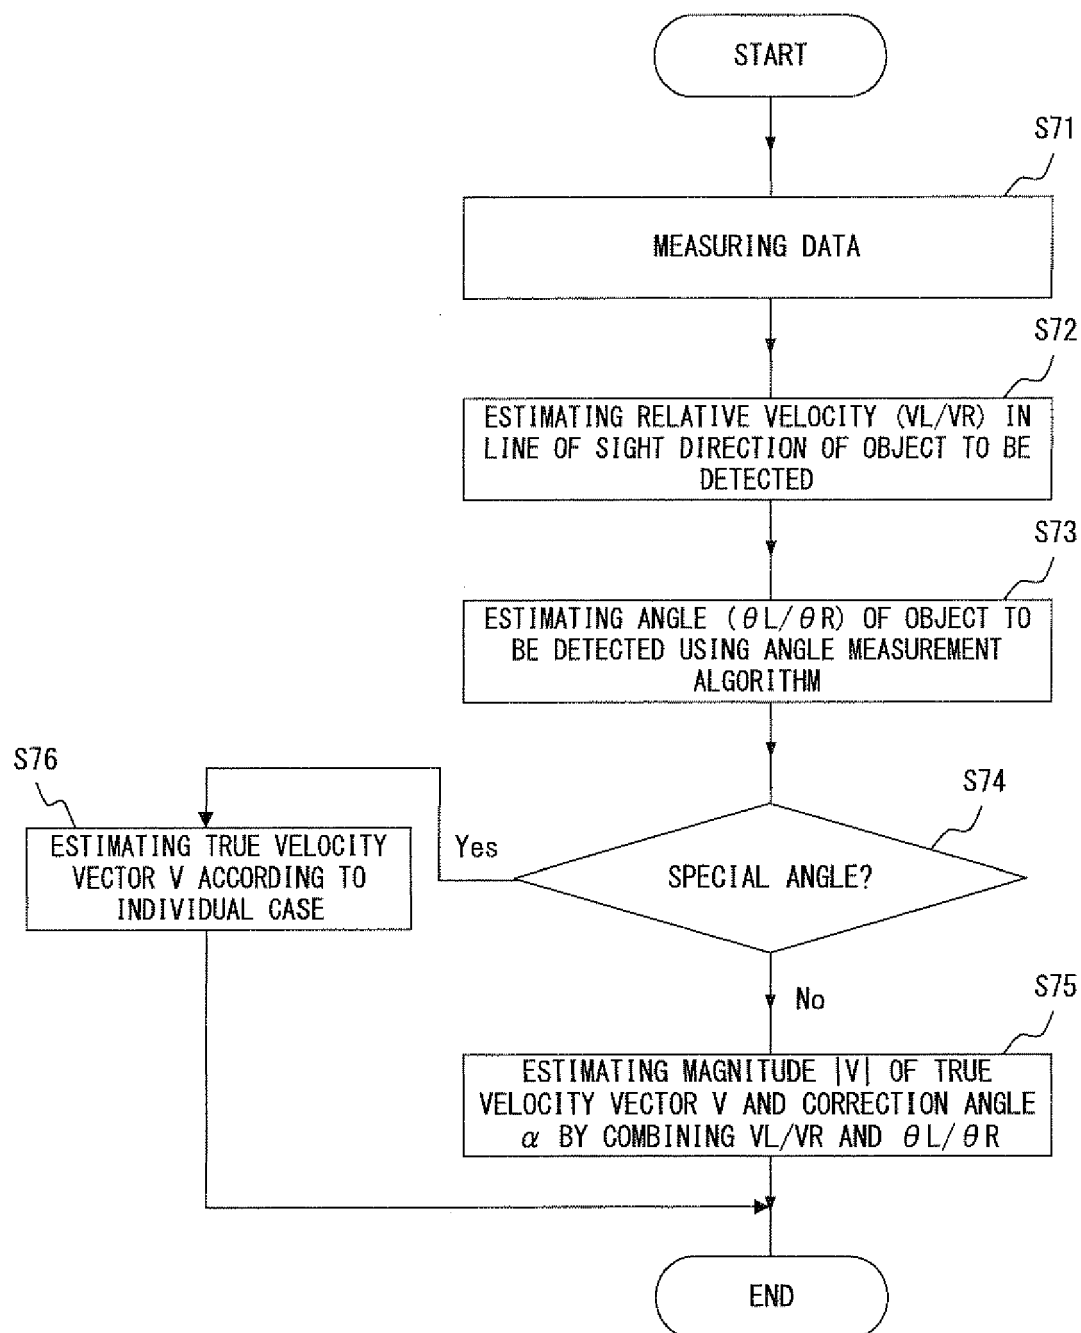 START
S71
MEASURING DATA
S72
ESTIMATING RELATIVE VELOCITY (VL/VR) IN
LINE OF SIGHT DIRECTION OF OBJECT TO BE
DETECTED
S73
ESTIMATING ANGLE (θL/θR) OF OBJECT TO
BE DETECTED USING ANGLE MEASUREMENT
ALGORITHM
S74
SPECIAL ANGLE?
Yes
S76
ESTIMATING TRUE VELOCITY
VECTOR V ACCORDING TO
INDIVIDUAL CASE
No
S75
ESTIMATING MAGNITUDE |V| OF TRUE
VELOCITY VECTOR V AND CORRECTION ANGLE
α BY COMBINING VL/VR AND θL/θR
END